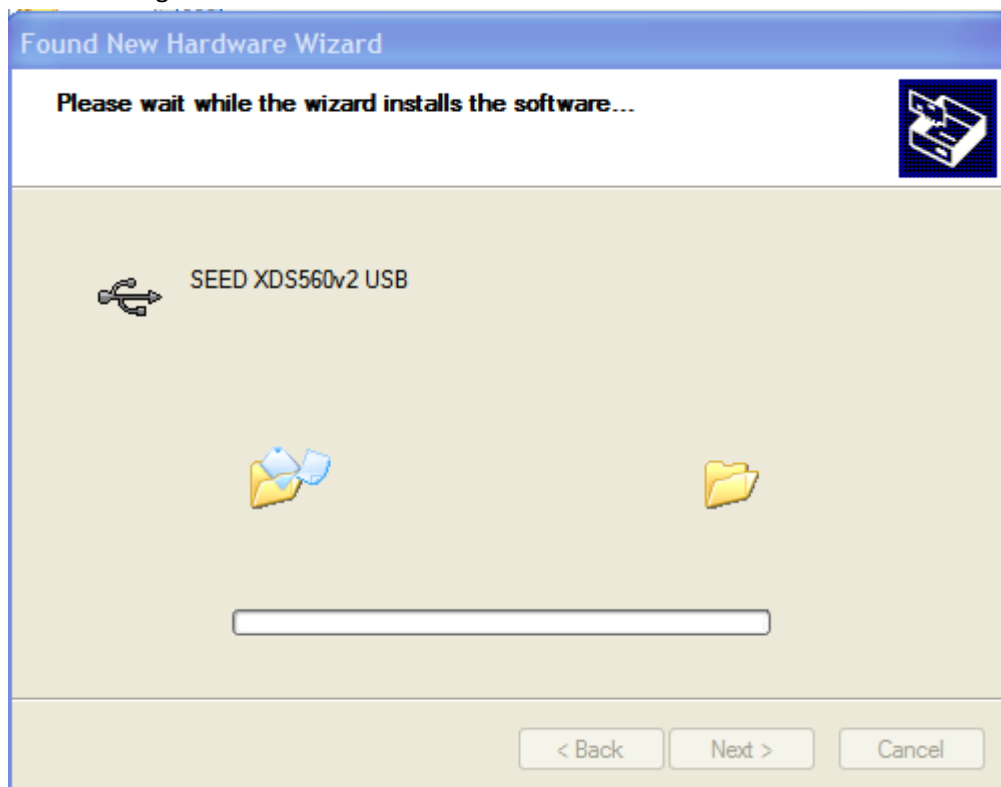 Found New Hardware Wizard
Please wait while the wizard installs the software...
SEED XDS560v2 USB
< Back
Next >
Cancel